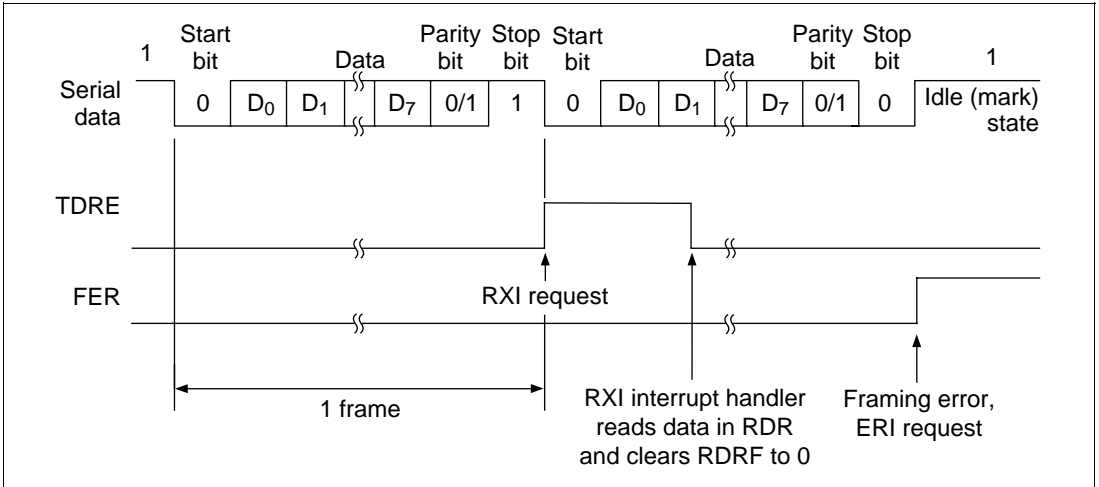 1
Start bit
Data
Parity bit
Stop bit
Start bit
Data
Parity bit
Stop bit
1
Serial data
0 D0 D1 D7 0/1 1 0 D0 D1 D7 0/1 0
Idle (mark) state
TDRE
RXI request
FER
1 frame
RXI interrupt handler
reads data in RDR
and clears RDRF to 0
Framing error,
ERI request